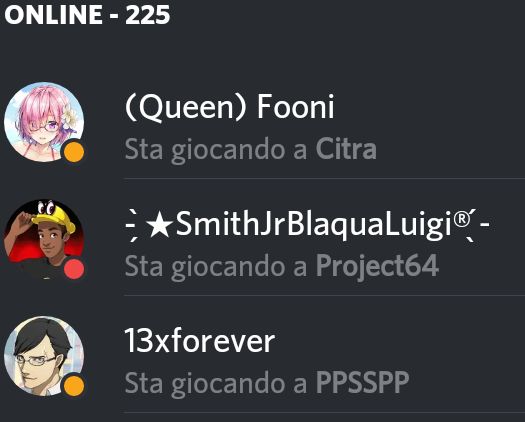 ONLINE - 225
(Queen) Fooni
Sta giocando a Citra
-̗̀ ★SmithJrBlaquaLuigi® ̖́-
Sta giocando a Project64
13xforever
Sta giocando a PPSSPP